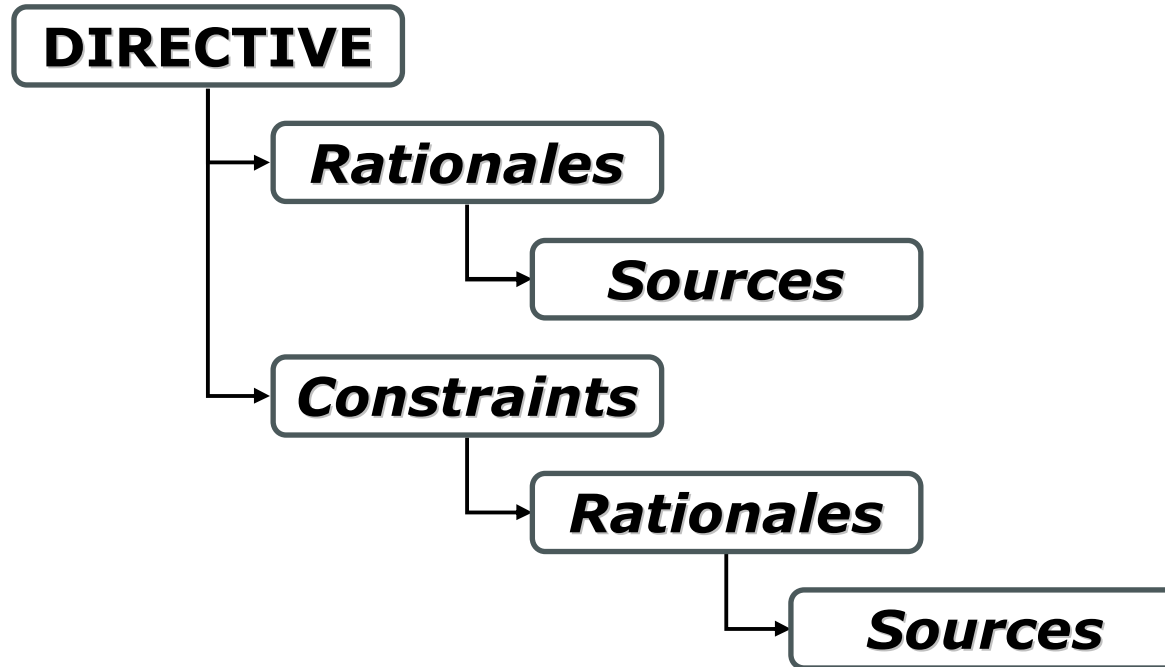 DIRECTIVE
Rationales
Sources
Constraints
Rationales
Sources